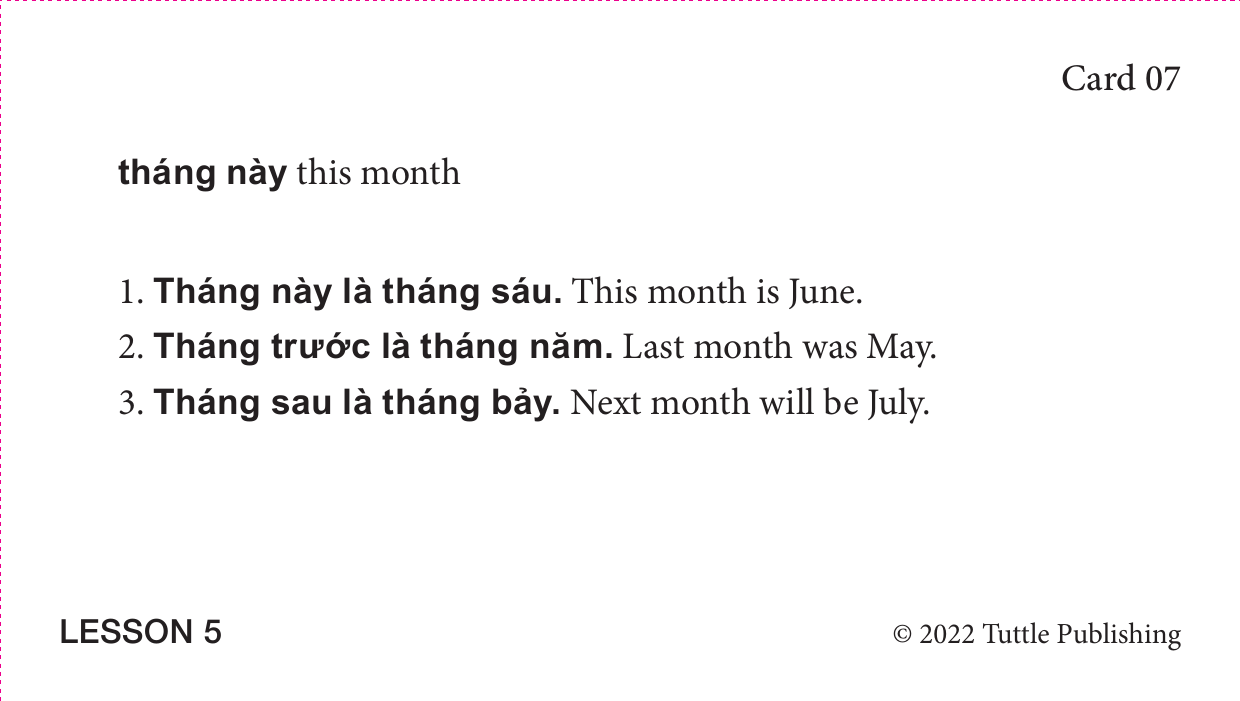 Card 07
tháng này this month
1. Tháng này là tháng sáu. This month is June.
2. Tháng trước là tháng năm. Last month was May.
3. Tháng sau là tháng bảy. Next month will be July.
LESSON 5
© 2022 Tuttle Publishing